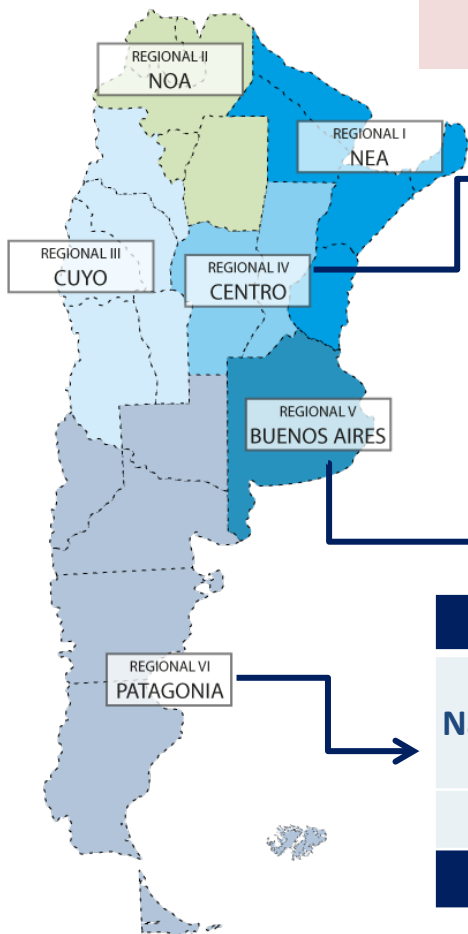 REGIONAL II
NOA
REGIONAL I
NEA
REGIONAL III
CUYO
REGIONAL IV
CENTRO
REGIONAL V
BUENOS AIRES
REGIONAL VI
PATAGONIA